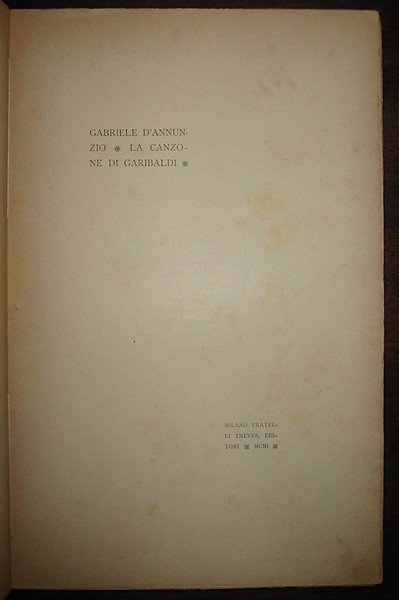 GABRIELE D'ANNUN-
ZIO ❋ LA CANZO-
NE DI GARIBALDI ❋
MILANO, FRATEL-
LI TREVES, EDI-
TORI ❋ MCMI ❋